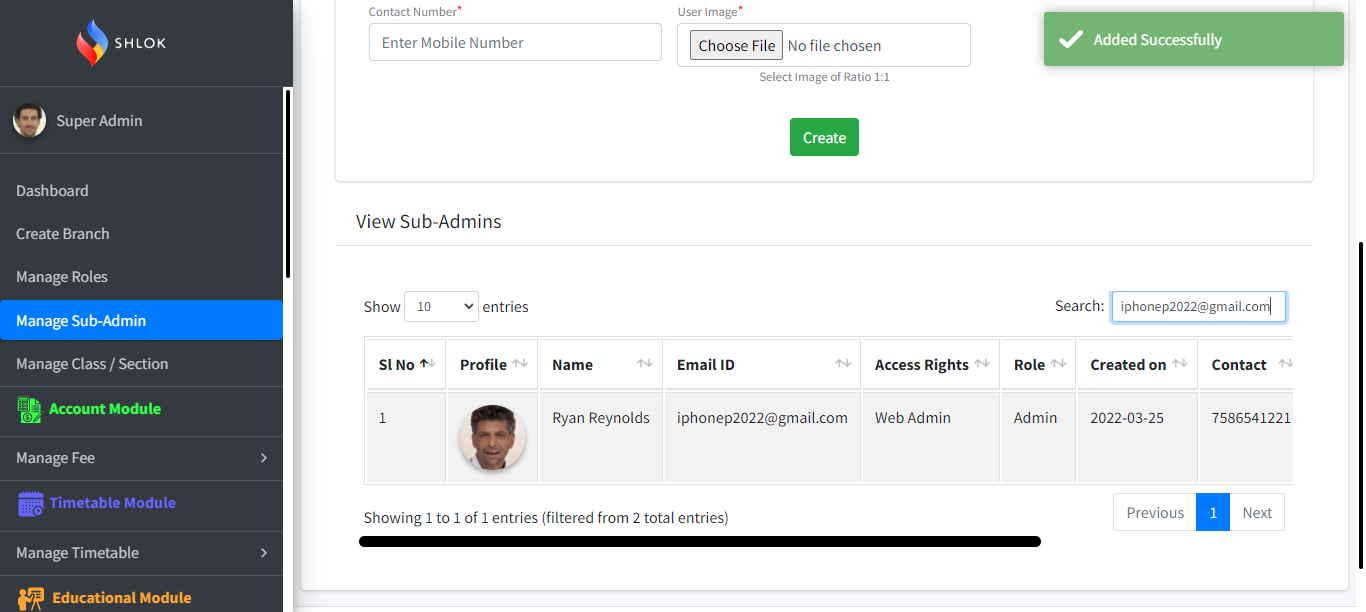 SHLOK
Super Admin
Dashboard
Create Branch
Manage Roles
Manage Sub-Admin
Manage Class / Section
Account Module
Manage Fee
Timetable Module
Manage Timetable
Educational Module
Contact Number* User Image*
Enter Mobile Number Choose File No file chosen
Select Image of Ratio 1:1
Added Successfully
Create
View Sub-Admins
Show 10 entries Search: iphonep2022@gmail.com
Sl No Profile Name Email ID Access Rights Role Created on Contact
1 Ryan Reynolds iphonep2022@gmail.com Web Admin Admin 2022-03-25 7586541221
Showing 1 to 1 of 1 entries (filtered from 2 total entries) Previous 1 Next